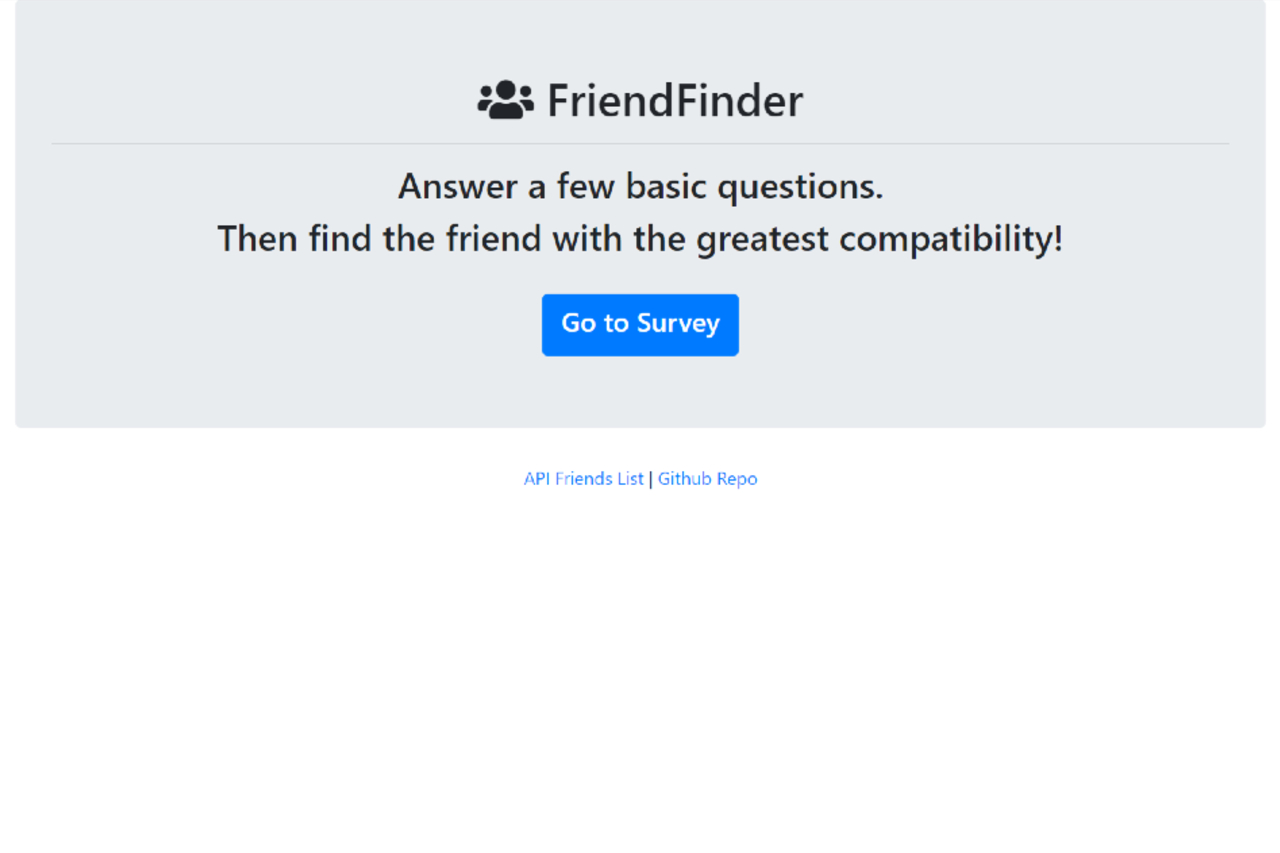 FriendFinder
Answer a few basic questions.
Then find the friend with the greatest compatibility!
Go to Survey
API Friends List | Github Repo